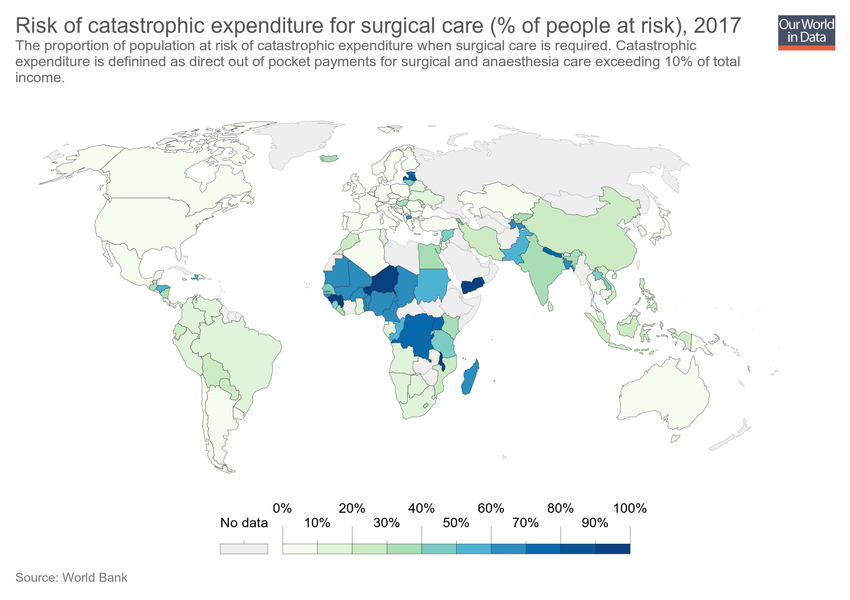 Risk of catastrophic expenditure for surgical care (% of people at risk), 2017
Our World
in Data
The proportion of population at risk of catastrophic expenditure when surgical care is required. Catastrophic
expenditure is definined as direct out of pocket payments for surgical and anaesthesia care exceeding 10% of total
income.
0% 20% 40% 60% 80% 100%
No data 10% 30% 50% 70% 90%
Source: World Bank